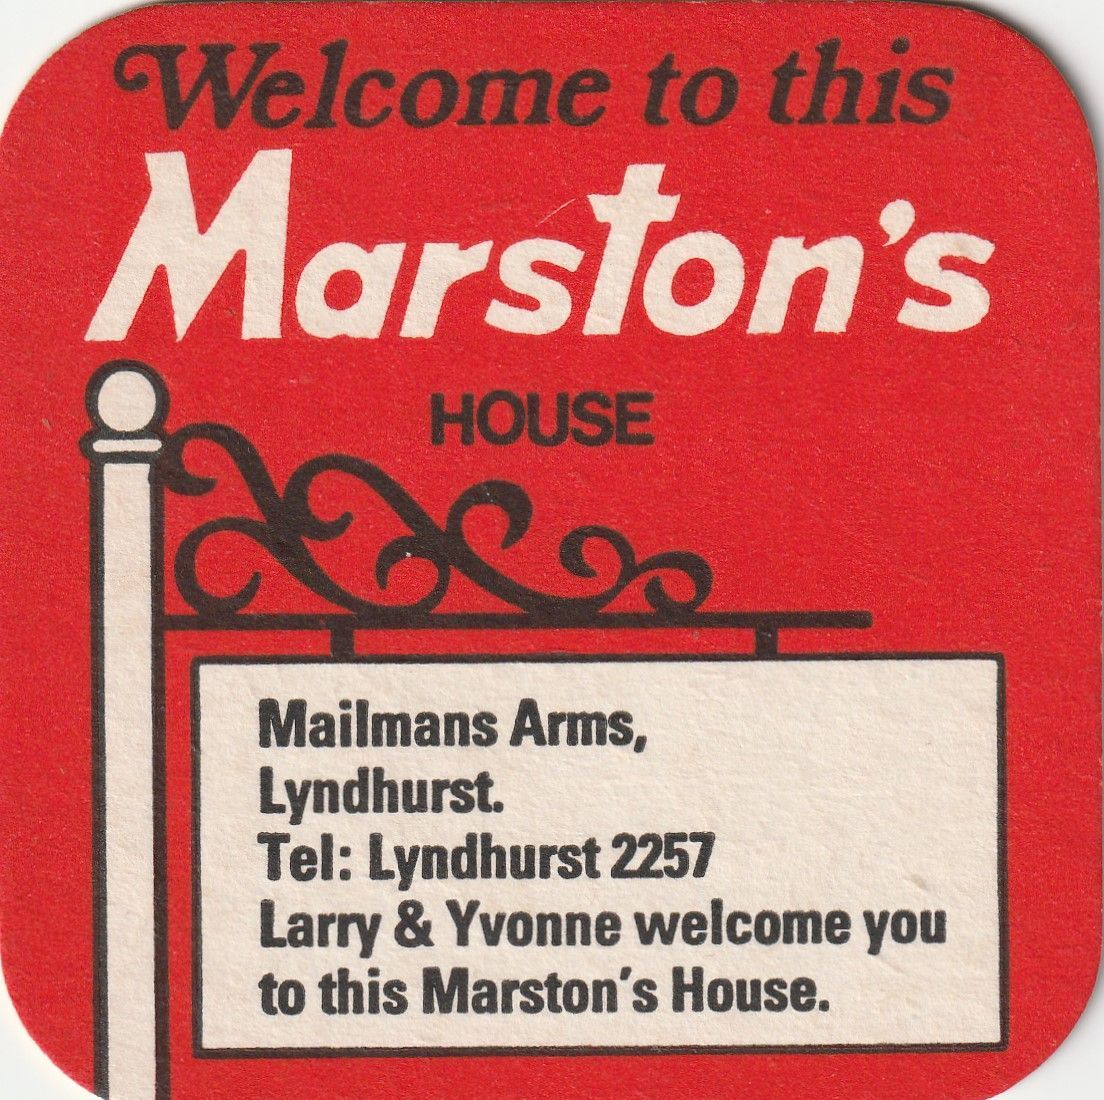 Welcome to this
Marston's
HOUSE
Mailmans Arms,
Lyndhurst.
Tel: Lyndhurst 2257
Larry & Yvonne welcome you
to this Marston's House.